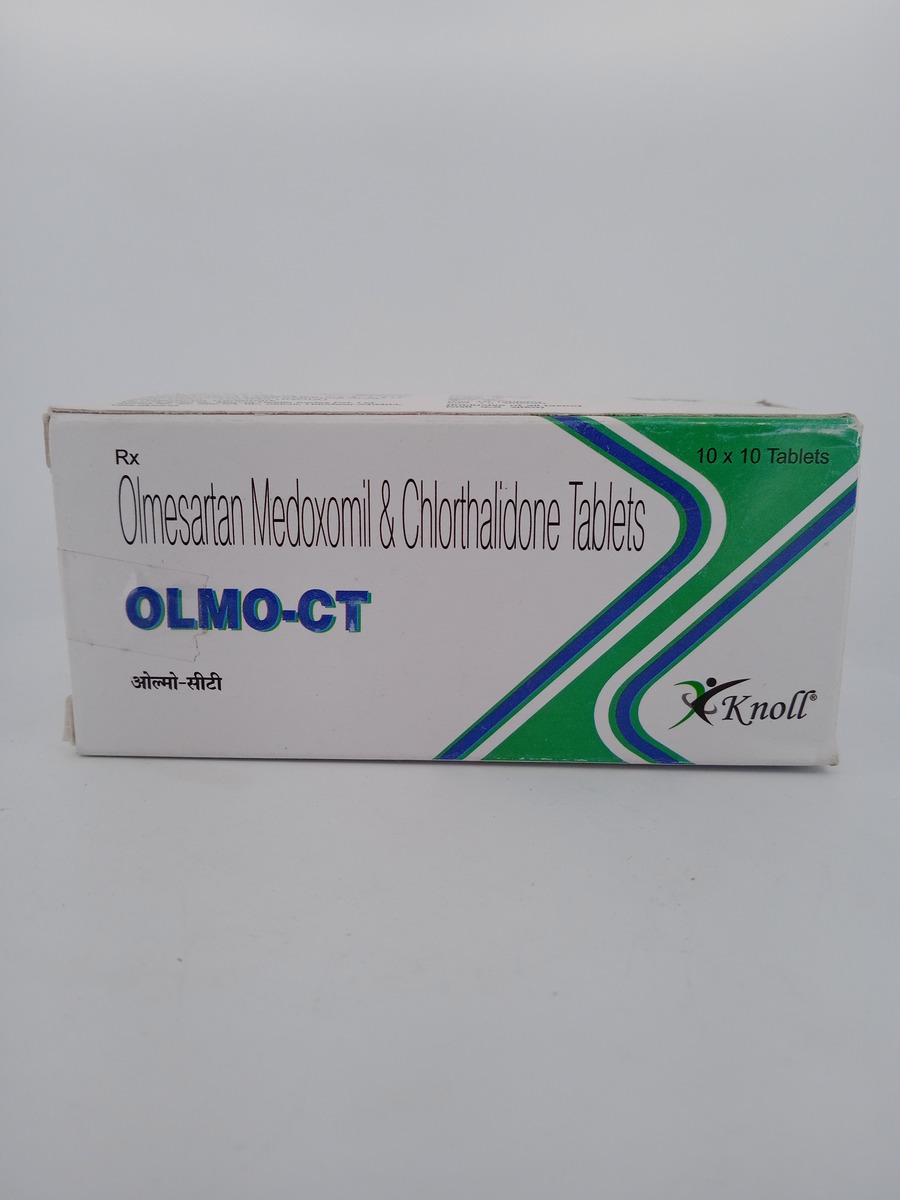 Rx
10 x 10 Tablets
Olmesartan Medoxomil & Chlorthalidone Tablets
OLMO-CT
ओल्मो-सीटी
Knoll®